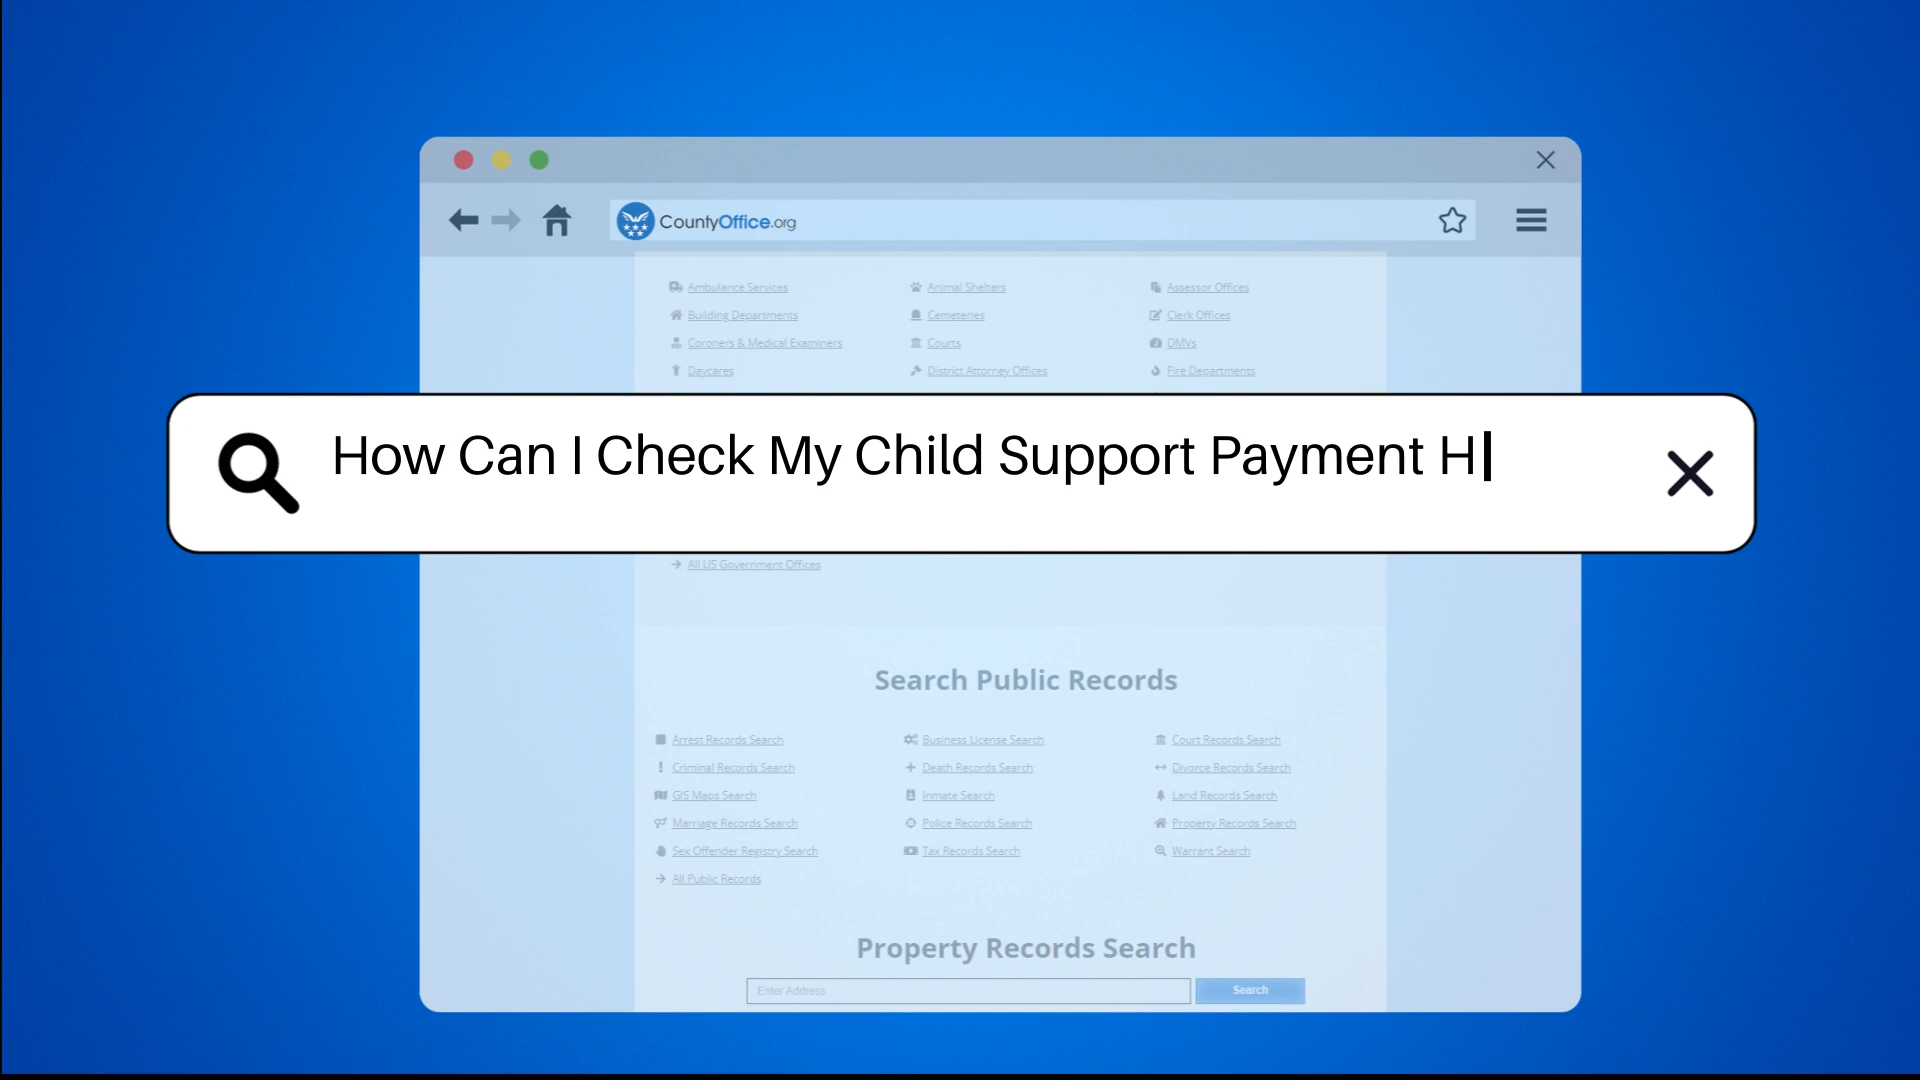 CountyOffice.org
Ambulance Services Animal Shelters Assessor Offices
Building Departments Cemeteries Clerk Offices
Coroners & Medical Examiners Courts DMVs
Daycares District Attorney Offices Fire Departments
How Can I Check My Child Support Payment H
All US Government Offices
Search Public Records
Arrest Records Search Business License Search Court Records Search
Criminal Records Search Death Records Search Divorce Records Search
GIS Maps Search Inmate Search Land Records Search
Marriage Records Search Police Records Search Property Records Search
Sex Offender Registry Search Tax Records Search Warrant Search
All Public Records
Property Records Search
Enter Address Search